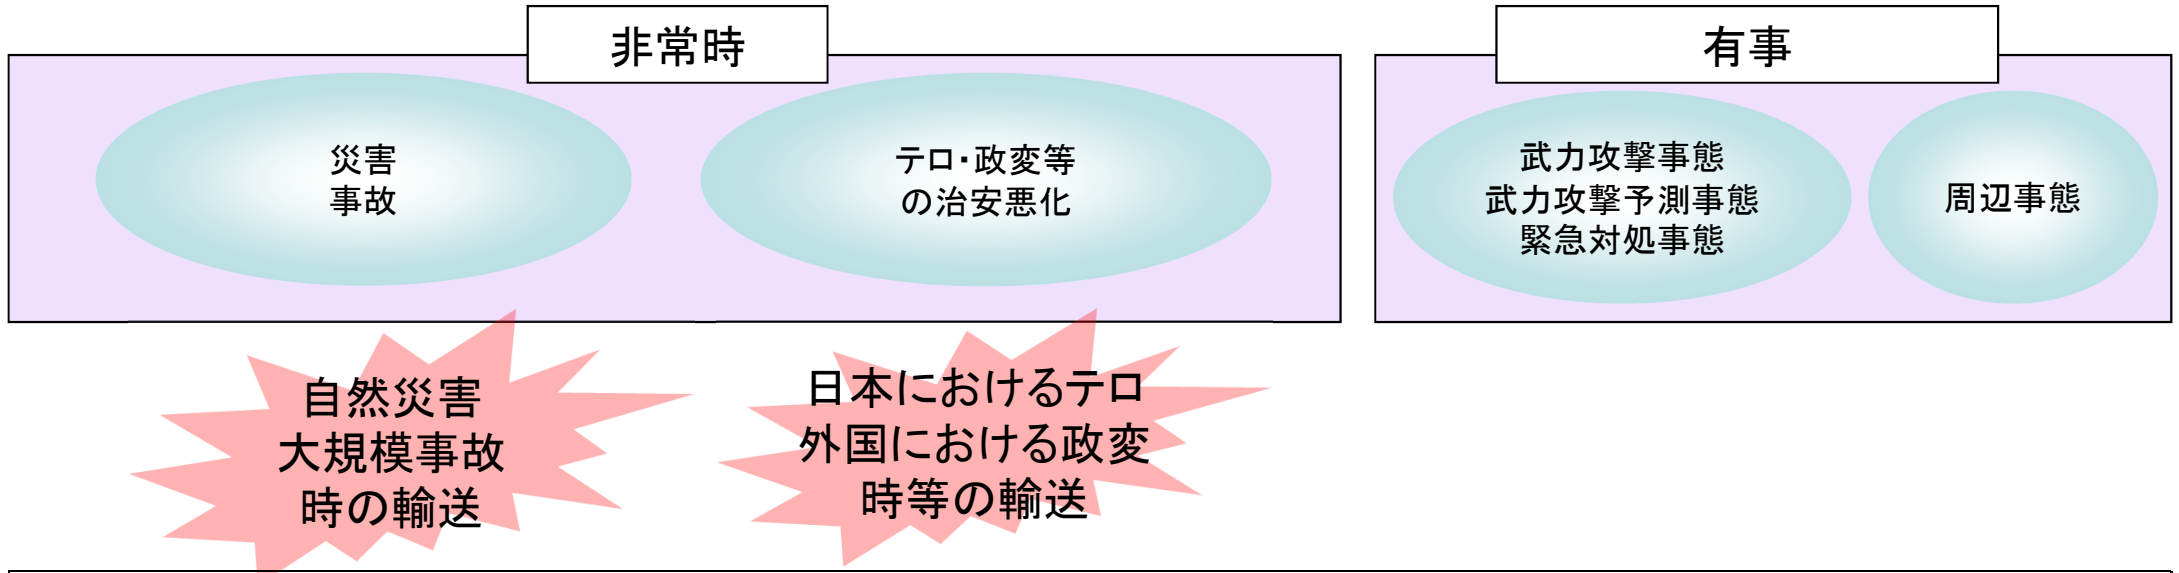 非常時
災害
事故
テロ・政変等
の治安悪化
有事
武力攻撃事態
武力攻撃予測事態
緊急対処事態
周辺事態
自然災害
大規模事故
時の輸送
日本におけるテロ
外国における政変
時等の輸送